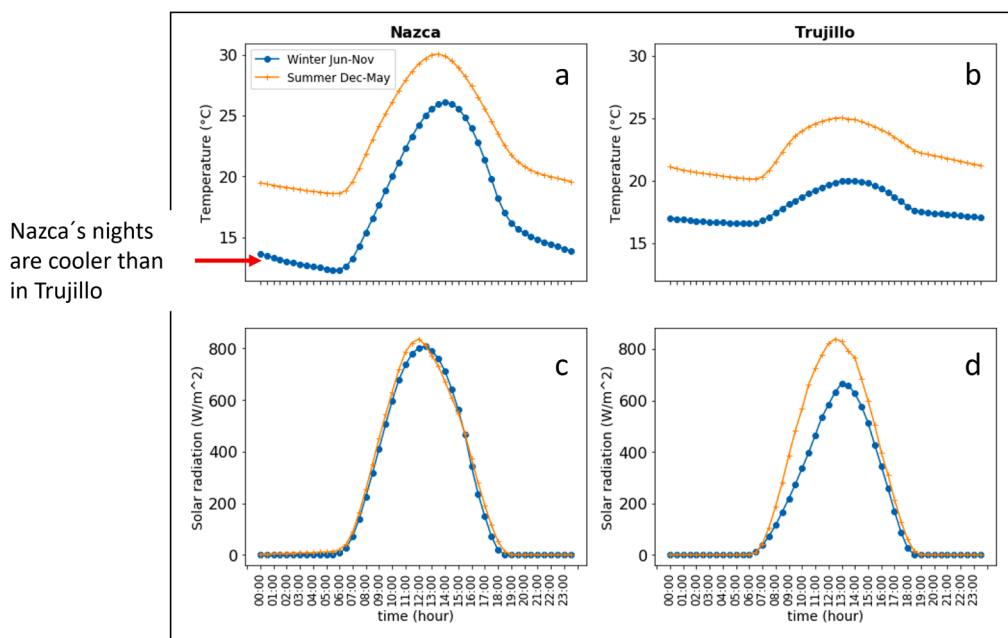 Nazca
Trujillo
Winter Jun-Nov
Summer Dec-May
a
b
Temperature (°C)
30
25
20
15
Temperature (°C)
30
25
20
15
Nazca´s nights
are cooler than
in Trujillo
c
d
Solar radiation (W/m^2)
800
600
400
200
0
Solar radiation (W/m^2)
800
600
400
200
0
00:00 01:00 02:00 03:00 04:00 05:00 06:00 07:00 08:00 09:00 10:00 11:00 12:00 13:00 14:00 15:00 16:00 17:00 18:00 19:00 20:00 21:00 22:00 23:00
time (hour)
00:00 01:00 02:00 03:00 04:00 05:00 06:00 07:00 08:00 09:00 10:00 11:00 12:00 13:00 14:00 15:00 16:00 17:00 18:00 19:00 20:00 21:00 22:00 23:00
time (hour)